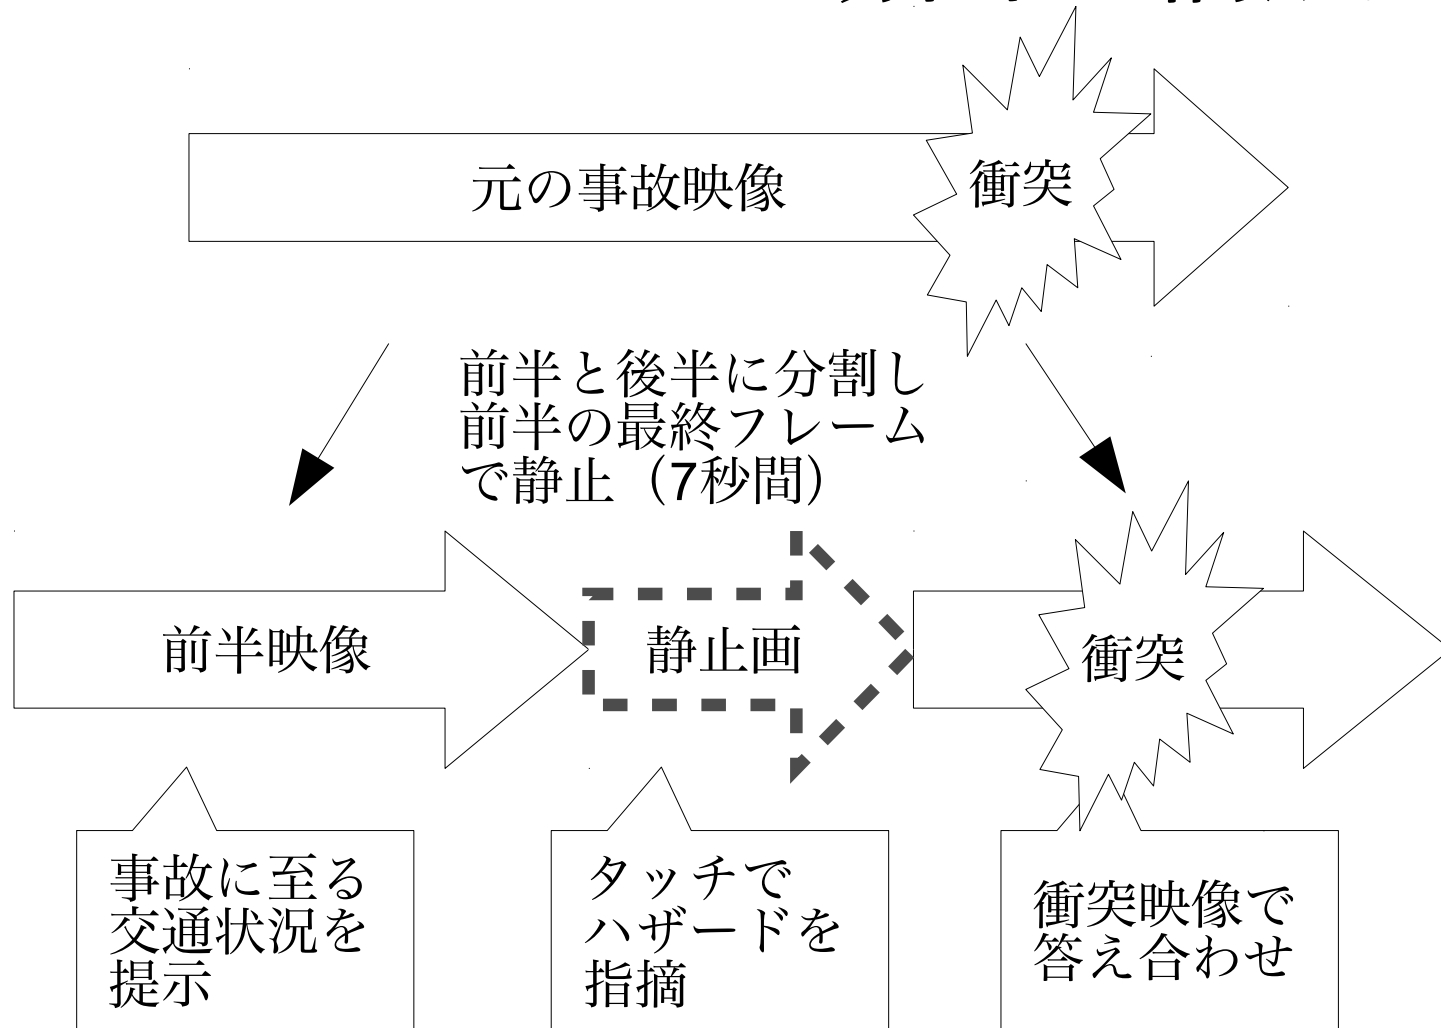 元の事故映像
衝突
前半と後半に分割し
前半の最終フレーム
で静止（7秒間）
前半映像
静止画
衝突
事故に至る
交通状況を
提示
タッチで
ハザードを
指摘
衝突映像で
答え合わせ